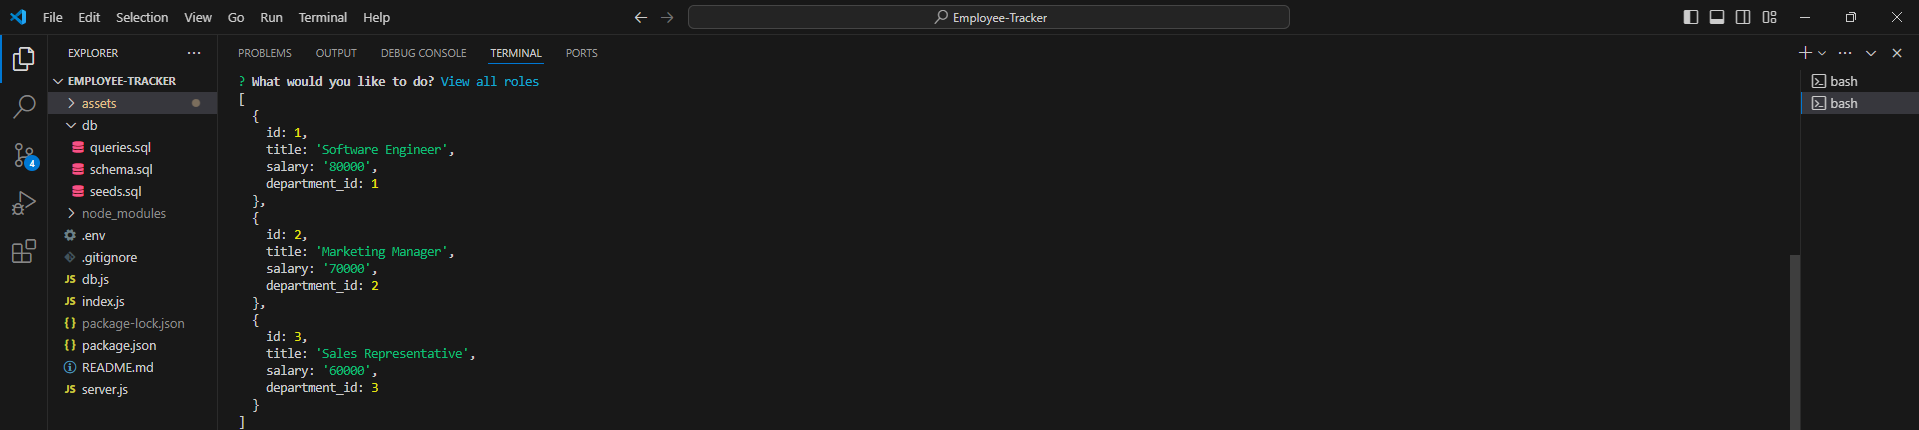 File Edit Selection View Go Run Terminal Help
Employee-Tracker
EXPLORER
EMPLOYEE-TRACKER
assets
db
queries.sql
schema.sql
seeds.sql
node_modules
.env
.gitignore
JS db.js
JS index.js
{} package-lock.json
{} package.json
README.md
JS server.js
4
PROBLEMS OUTPUT DEBUG CONSOLE TERMINAL PORTS
? What would you like to do? View all roles
[
{
id: 1,
title: 'Software Engineer',
salary: '80000',
department_id: 1
},
{
id: 2,
title: 'Marketing Manager',
salary: '70000',
department_id: 2
},
{
id: 3,
title: 'Sales Representative',
salary: '60000',
department_id: 3
}
]
bash
bash